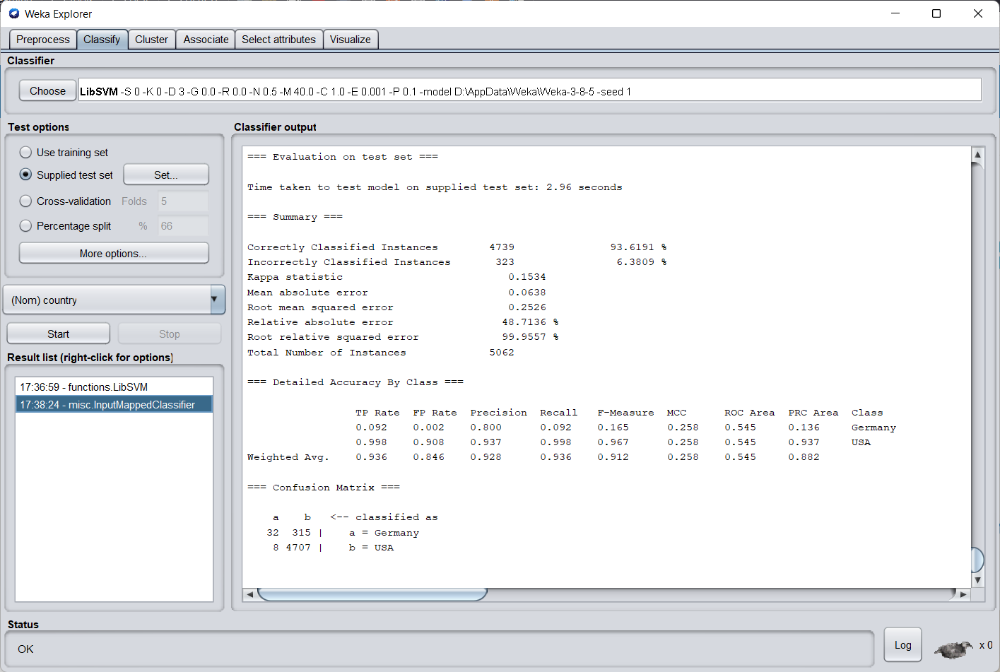 Weka Explorer
Preprocess Classify Cluster Associate Select attributes Visualize
Classifier
Choose LibSVM -S 0 -K 0 -D 3 -G 0.0 -R 0.0 -N 0.5 -M 40.0 -C 1.0 -E 0.001 -P 0.1 -model D:\AppData\Weka\Weka-3-8-5 -seed 1
Test options
Use training set
Supplied test set Set...
Cross-validation Folds 5
Percentage split % 66
More options...
(Nom) country
Start Stop
Result list (right-click for options)
17:36:59 - functions.LibSVM
17:38:24 - misc.InputMappedClassifier
Classifier output
=== Evaluation on test set ===
Time taken to test model on supplied test set: 2.96 seconds
=== Summary ===
Correctly Classified Instances 4739 93.6191 %
Incorrectly Classified Instances 323 6.3809 %
Kappa statistic 0.1534
Mean absolute error 0.0638
Root mean squared error 0.2526
Relative absolute error 48.7136 %
Root relative squared error 99.9557 %
Total Number of Instances 5062
=== Detailed Accuracy By Class ===
TP Rate FP Rate Precision Recall F-Measure MCC ROC Area PRC Area Class
0.092 0.002 0.800 0.092 0.165 0.258 0.545 0.136 Germany
0.998 0.908 0.937 0.998 0.967 0.258 0.545 0.937 USA
Weighted Avg. 0.936 0.846 0.928 0.936 0.912 0.258 0.545 0.882
=== Confusion Matrix ===
a b <-- classified as
32 315 | a = Germany
8 4707 | b = USA
Status
OK
Log x 0